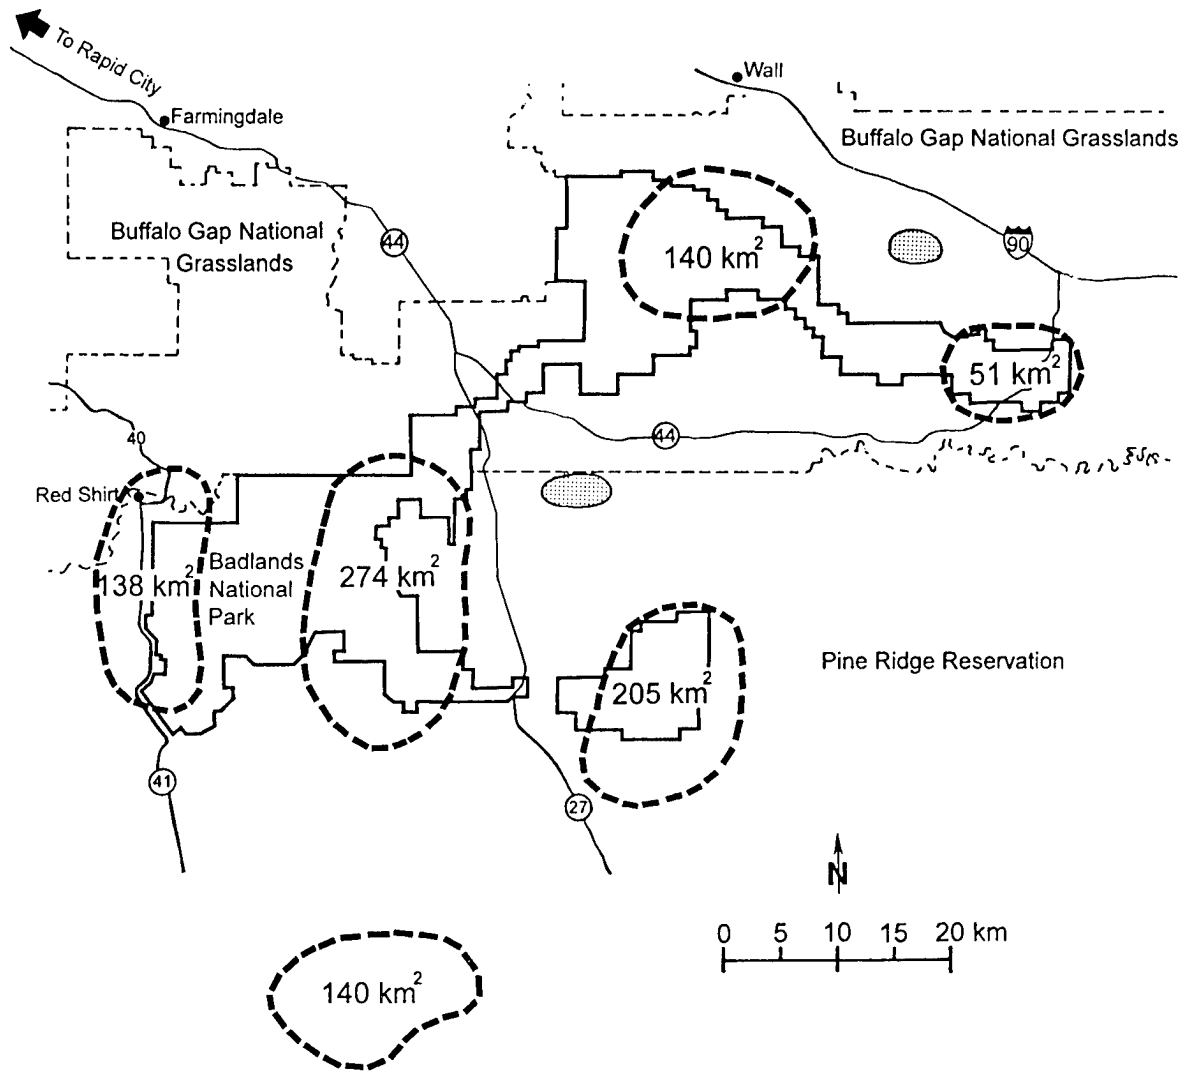 To Rapid City
Wall
Farmingdale
Buffalo Gap National Grasslands
Buffalo Gap National
Grasslands
44
90
140 km²
51 km²
40
44
Red Shirt
Badlands
National
Park
138 km²
274 km²
205 km²
Pine Ridge Reservation
41
27
N
0 5 10 15 20 km
140 km²